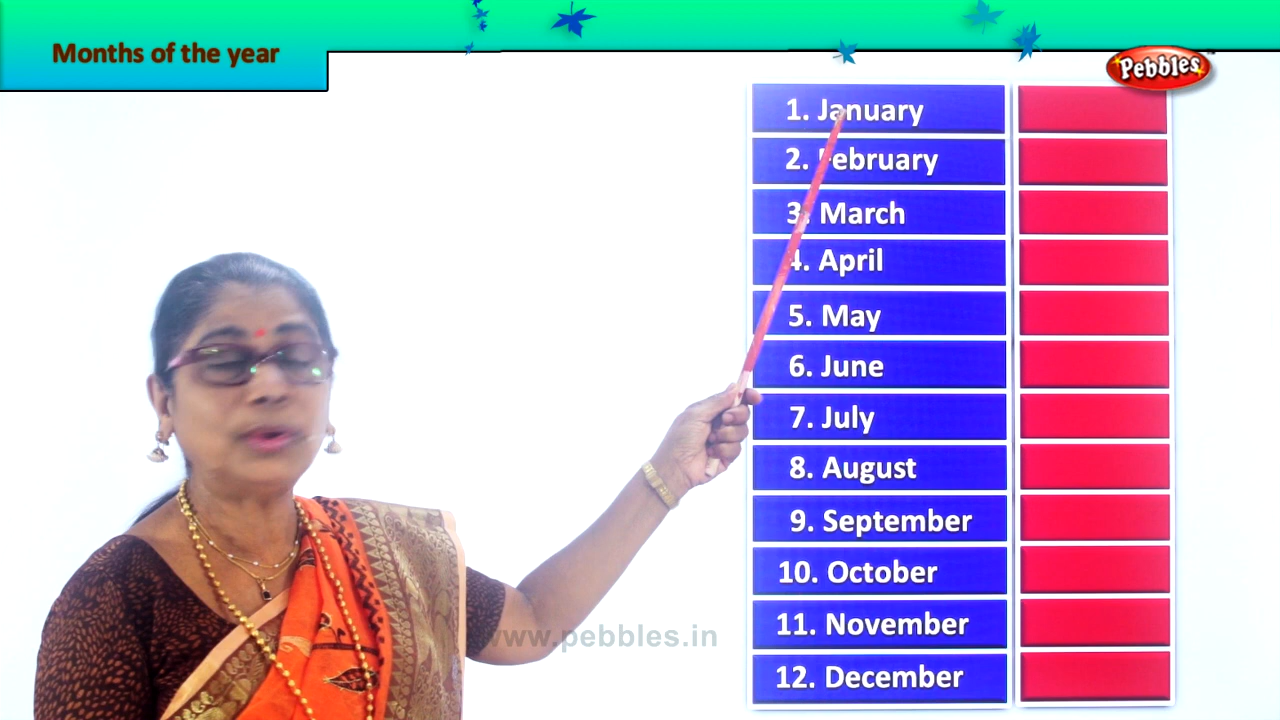 Months of the year
Pebbles
1. January
2. February
3. March
4. April
5. May
6. June
7. July
8. August
9. September
10. October
11. November
12. December
www.pebbles.in